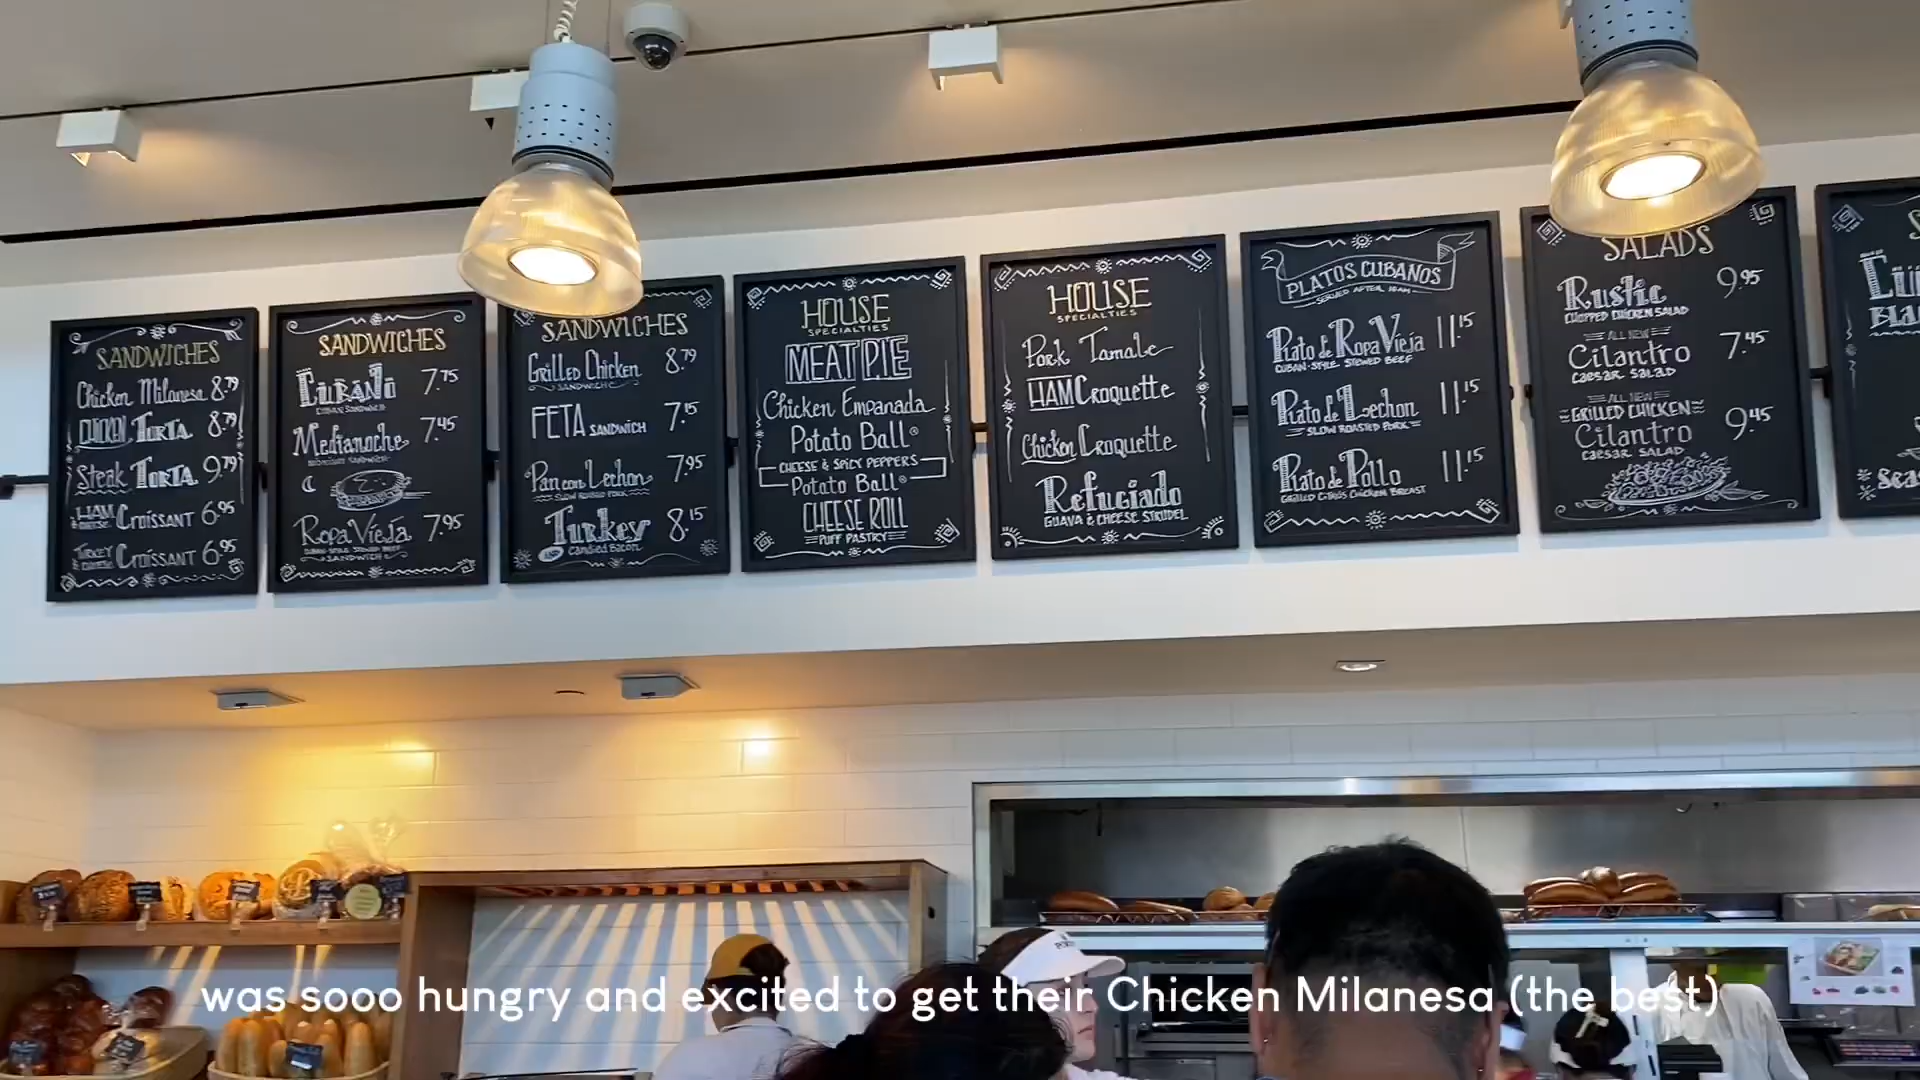 SANDWICHES
Chicken Milanesa 8.79
CHICKEN TORTA 8.79
Steak TORTA 9.79
HAM & CHEESE Croissant 6.95
TURKEY & CHEESE Croissant 6.95
SANDWICHES
CUBANO 7.75
CUBAN SANDWICH
Medianoche 7.45
Ropa Vieja 7.95
CUBAN STYLE STEWED BEEF
SANDWICH
SANDWICHES
Grilled Chicken 8.79
SANDWICH
FETA SANDWICH 7.15
Pan con Lechon 7.95
SLOW ROASTED PORK
Turkey 8.15
Candied Bacon
HOUSE
SPECIALTIES
MEAT PIE
Chicken Empanada
Potato Ball®
CHEESE & SPICY PEPPERS
Potato Ball®
CHEESE ROLL
PUFF PASTRY
HOUSE
SPECIALTIES
Pork Tamale
HAM Croquette
Chicken Croquette
Refugiado
GUAVA & CHEESE STRUDEL
PLATOS CUBANOS
SERVED AFTER 10AM
Plato de Ropa Vieja 11.15
CUBAN-STYLE STEWED BEEF
Plato de Lechon 11.15
SLOW ROASTED PORK
Plato de Pollo 11.15
GRILLED CITRUS CHICKEN BREAST
SALADS
Rustic 9.95
CHOPPED CHICKEN SALAD
ALL NEW
Cilantro 7.45
CAESAR SALAD
ALL NEW
GRILLED CHICKEN
Cilantro 9.45
CAESAR SALAD
was sooo hungry and excited to get their Chicken Milanesa (the best)